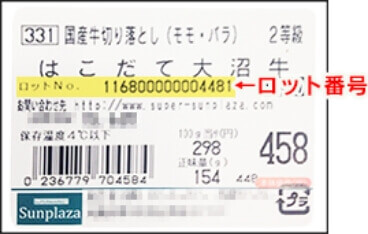 331 国産牛切り落とし(モモ・バラ) 2等級
はこだて大沼牛
ロットNo. 116800000004481 ←ロット番号
お問い合わせ先 http://www.super-sunplaza.com
保存温度4℃以下
100g当り(円)
298
458
正味量(g)
154
0 236779 704584
Sunplaza
プラ